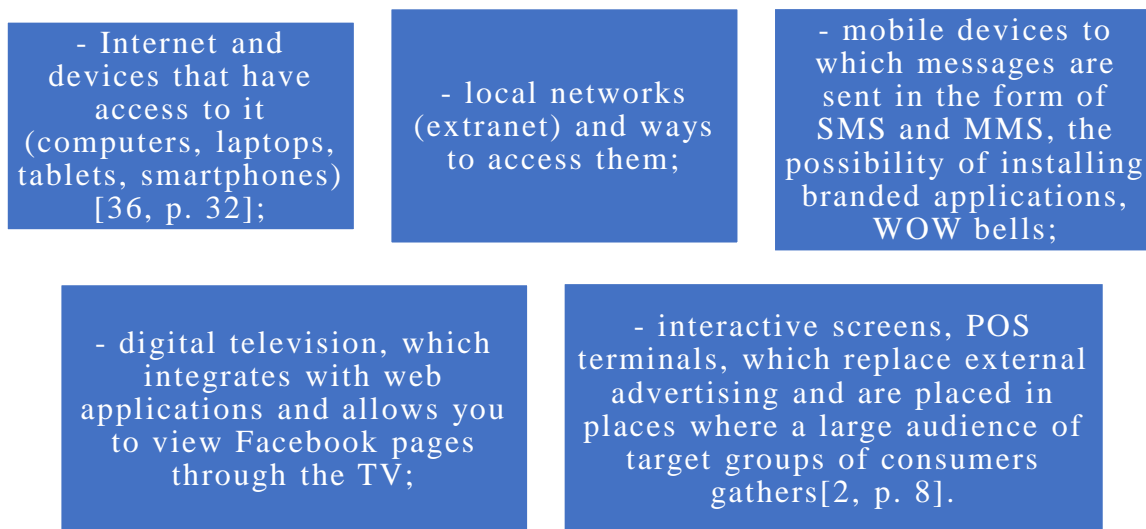 - Internet and
devices that have
access to it
(computers, laptops,
tablets, smartphones)
[36, p. 32];
- local networks
(extranet) and ways
to access them;
- mobile devices to
which messages are
sent in the form of
SMS and MMS, the
possibility of installing
branded applications,
WOW bells;
- digital television, which
integrates with web
applications and allows you
to view Facebook pages
through the TV;
- interactive screens, POS
terminals, which replace external
advertising and are placed in
places where a large audience of
target groups of consumers
gathers[2, p. 8].